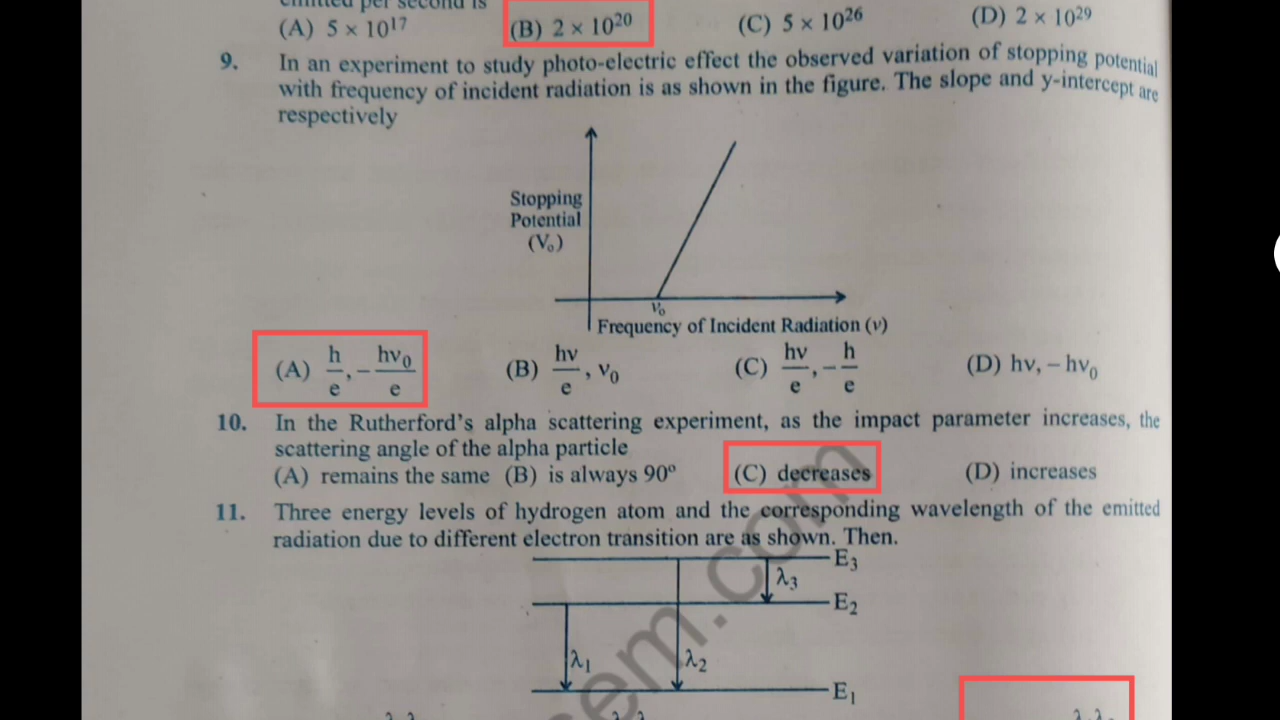 emitted per second is
(A) 5 × 10¹⁷ (B) 2 × 10²⁰ (C) 5 × 10²⁶ (D) 2 × 10²⁹
9. In an experiment to study photo-electric effect the observed variation of stopping potential
with frequency of incident radiation is as shown in the figure. The slope and y-intercept are
respectively
Stopping
Potential
(V₀)
ν₀
Frequency of Incident Radiation (ν)
(A) h/e, – hν₀/e (B) hν/e, ν₀ (C) hν/e, – h/e (D) hν, – hν₀
10. In the Rutherford's alpha scattering experiment, as the impact parameter increases, the
scattering angle of the alpha particle
(A) remains the same (B) is always 90° (C) decreases (D) increases
11. Three energy levels of hydrogen atom and the corresponding wavelength of the emitted
radiation due to different electron transition are as shown. Then.
E₃
λ₃
E₂
λ₁ λ₂
E₁